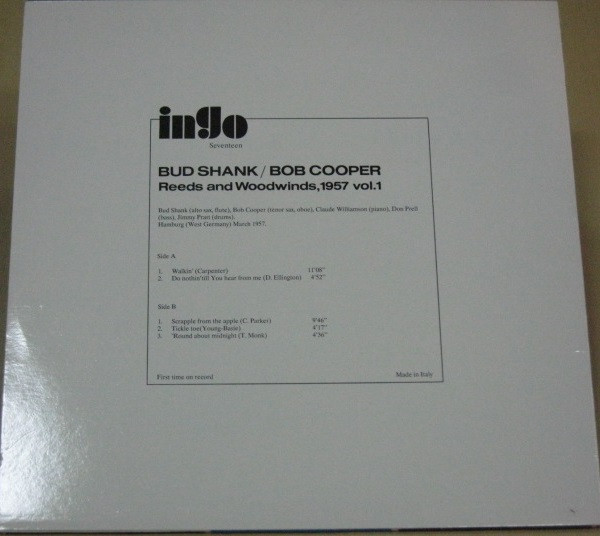 ingo
Seventeen
BUD SHANK / BOB COOPER
Reeds and Woodwinds,1957 vol.1
Bud Shank (alto sax, flute), Bob Cooper (tenor sax, oboe), Claude Williamson (piano), Don Prell
(bass), Jimmy Pratt (drums).
Hamburg (West Germany) March 1957.
Side A
1. Walkin' (Carpenter) 11'08"
2. Do nothin'till You hear from me (D. Ellington) 4'52"
Side B
1. Scrapple from the apple (C. Parker) 9'46"
2. Tickle toe(Young-Basie) 4'17"
3. 'Round about midnight (T. Monk) 4'56"
First time on record Made in Italy